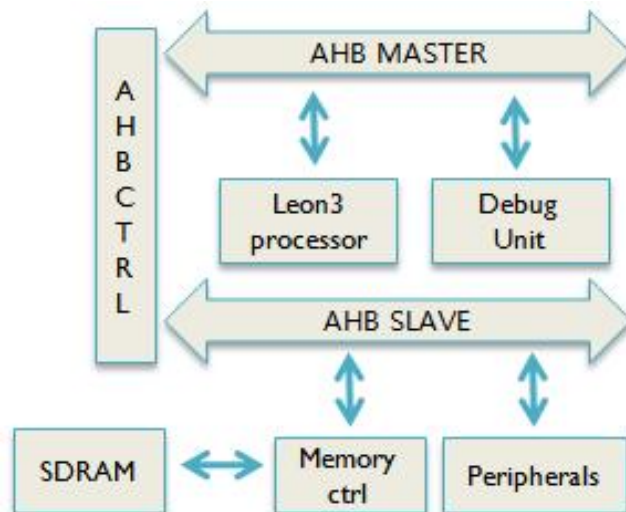 AHB MASTER
A
H
B
C
T
R
L
Leon3
processor
Debug
Unit
AHB SLAVE
SDRAM
Memory
ctrl
Peripherals